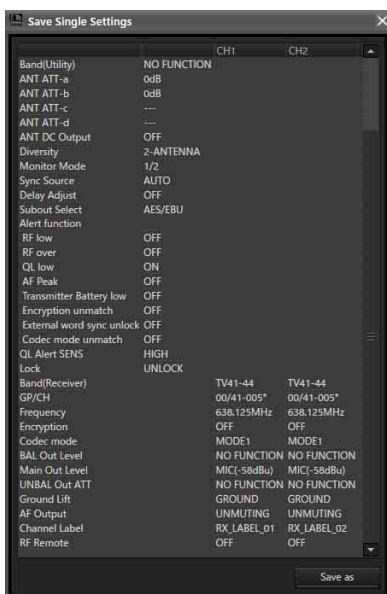 Save Single Settings
CH1 CH2
Band(Utility) NO FUNCTION
ANT ATT-a 0dB
ANT ATT-b 0dB
ANT ATT-c ---
ANT ATT-d ---
ANT DC Output OFF
Diversity 2-ANTENNA
Monitor Mode 1/2
Sync Source AUTO
Delay Adjust OFF
Subout Select AES/EBU
Alert function
RF low OFF
RF over OFF
QL low ON
AF Peak OFF
Transmitter Battery low OFF
Encryption unmatch OFF
External word sync unlock OFF
Codec mode unmatch OFF
QL Alert SENS HIGH
Lock UNLOCK
Band(Receiver) TV41-44 TV41-44
GP/CH 00/41-005* 00/41-005*
Frequency 638.125MHz 638.125MHz
Encryption OFF OFF
Codec mode MODE1 MODE1
BAL Out Level NO FUNCTION NO FUNCTION
Main Out Level MIC(-58dBu) MIC(-58dBu)
UNBAL Out ATT NO FUNCTION NO FUNCTION
Ground Lift GROUND GROUND
AF Output UNMUTING UNMUTING
Channel Label RX_LABEL_01 RX_LABEL_02
RF Remote OFF OFF
Save as